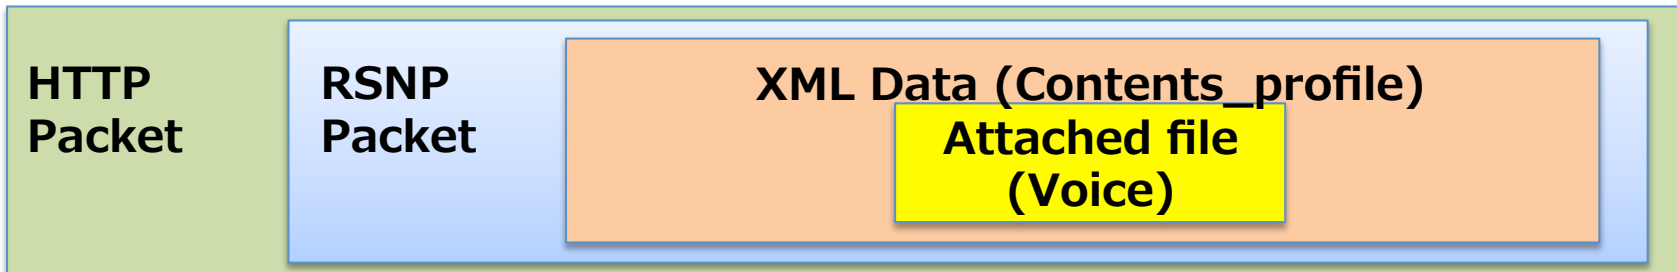 HTTP
Packet
RSNP
Packet
XML Data (Contents_profile)
Attached file
(Voice)